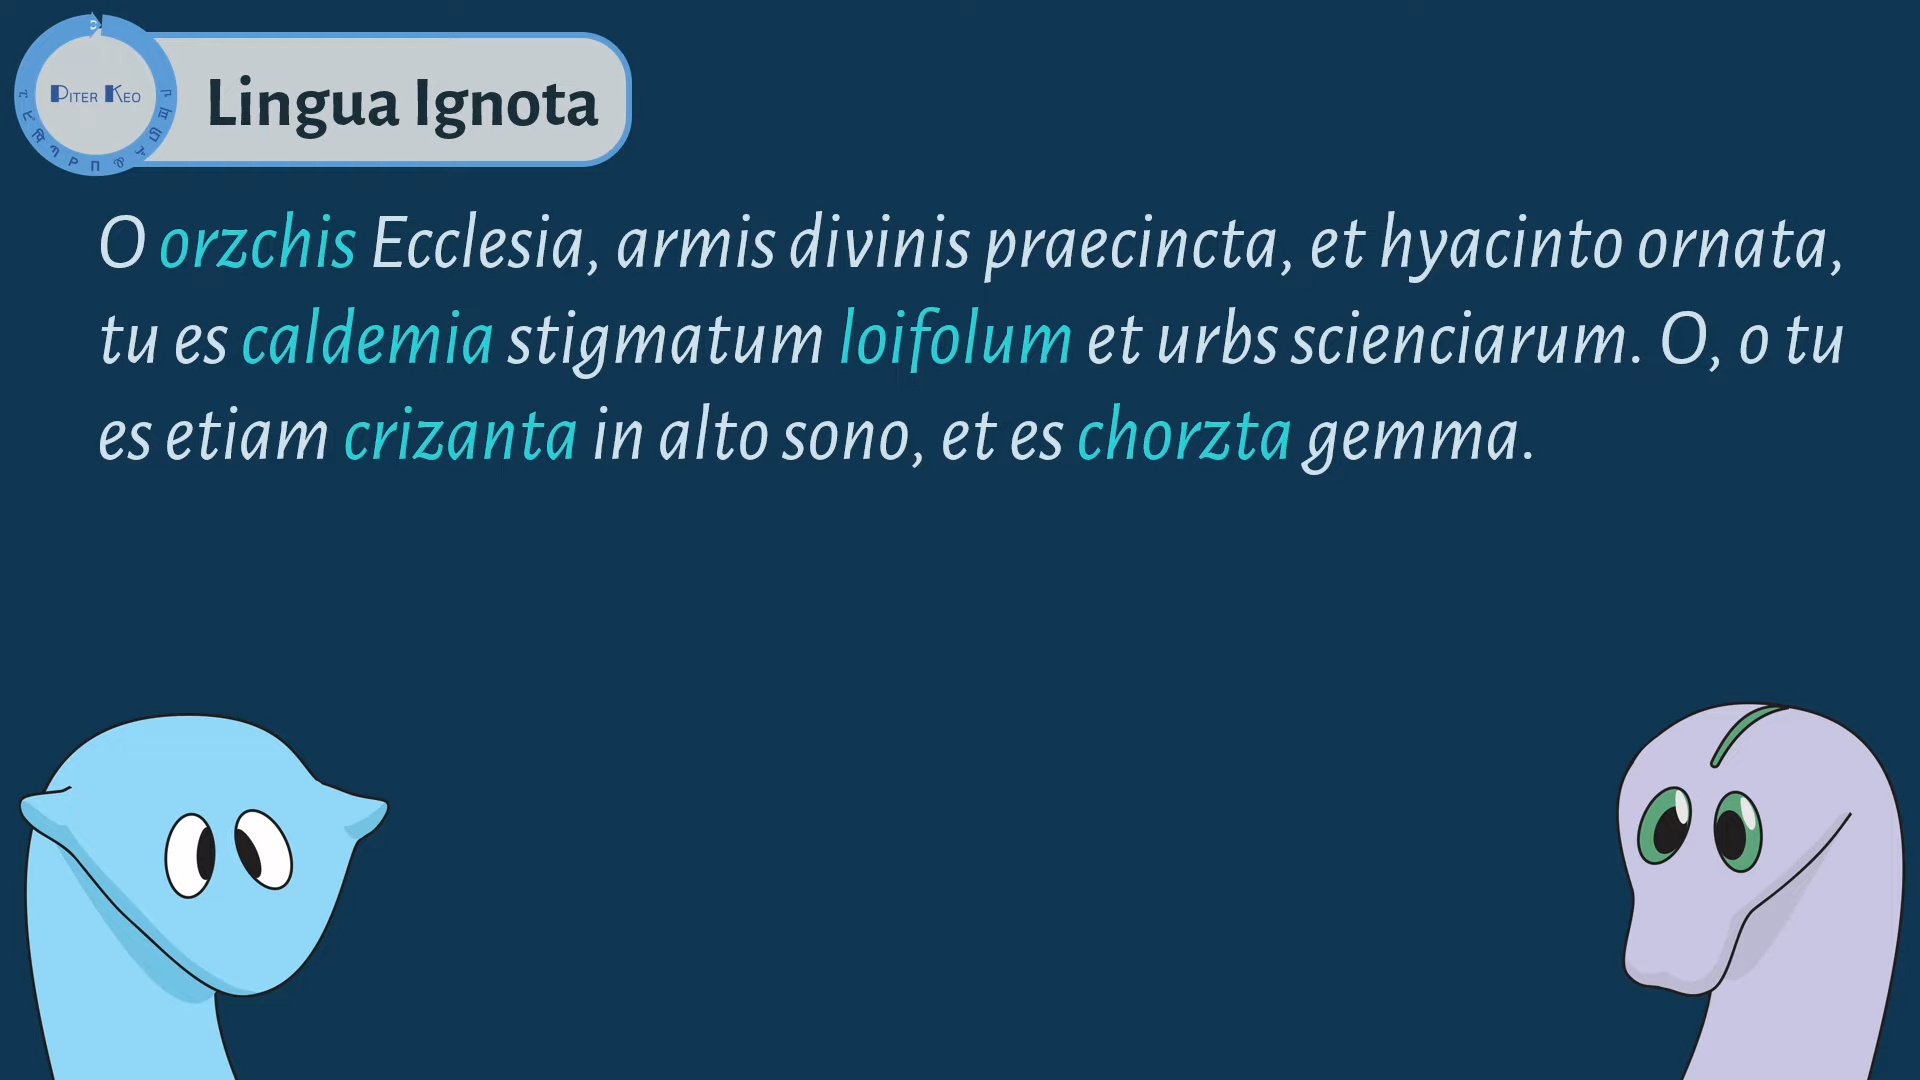 PITER KEO
Lingua Ignota
O orzchis Ecclesia, armis divinis praecincta, et hyacinto ornata,
tu es caldemia stigmatum loifolum et urbs scienciarum. O, o tu
es etiam crizanta in alto sono, et es chorzta gemma.